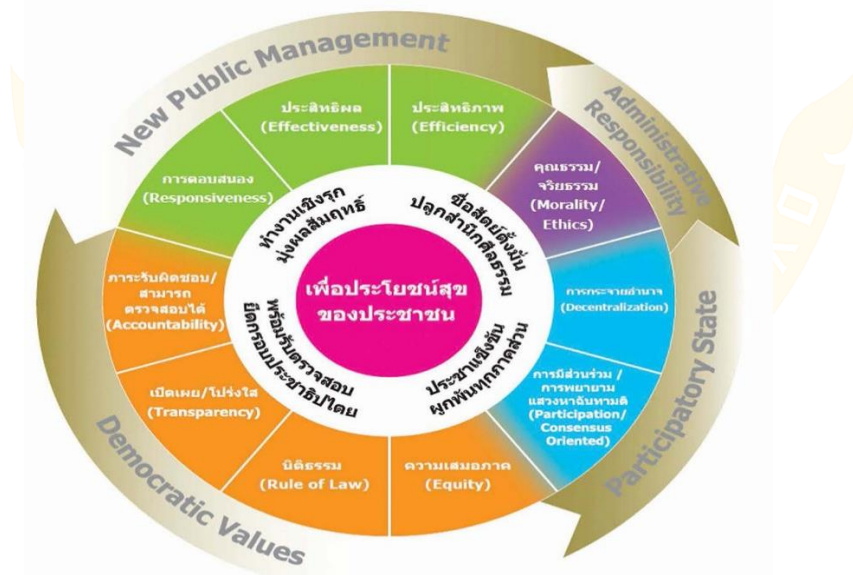 New Public Management
Administrative
Responsibility
Participatory State
Democratic Values
ประสิทธิผล
(Effectiveness)
ประสิทธิภาพ
(Efficiency)
คุณธรรม/
จริยธรรม
(Morality/
Ethics)
การกระจายอำนาจ
(Decentralization)
การมีส่วนร่วม /
การพยายาม
แสวงหาฉันทามติ
(Participation/
Consensus
Oriented)
ความเสมอภาค
(Equity)
นิติธรรม
(Rule of Law)
เปิดเผย/โปร่งใส
(Transparency)
ภาระรับผิดชอบ/
สามารถ
ตรวจสอบได้
(Accountability)
การตอบสนอง
(Responsiveness)
ทำงานเชิงรุก
มุ่งผลสัมฤทธิ์
ซื่อสัตย์ตั้งมั่น
ปลูกสำนึกศีลธรรม
ประชาแข็งขัน
ผูกพันทุกภาคส่วน
พร้อมรับตรวจสอบ
ยึดกรอบประชาธิปไตย
เพื่อประโยชน์สุข
ของประชาชน